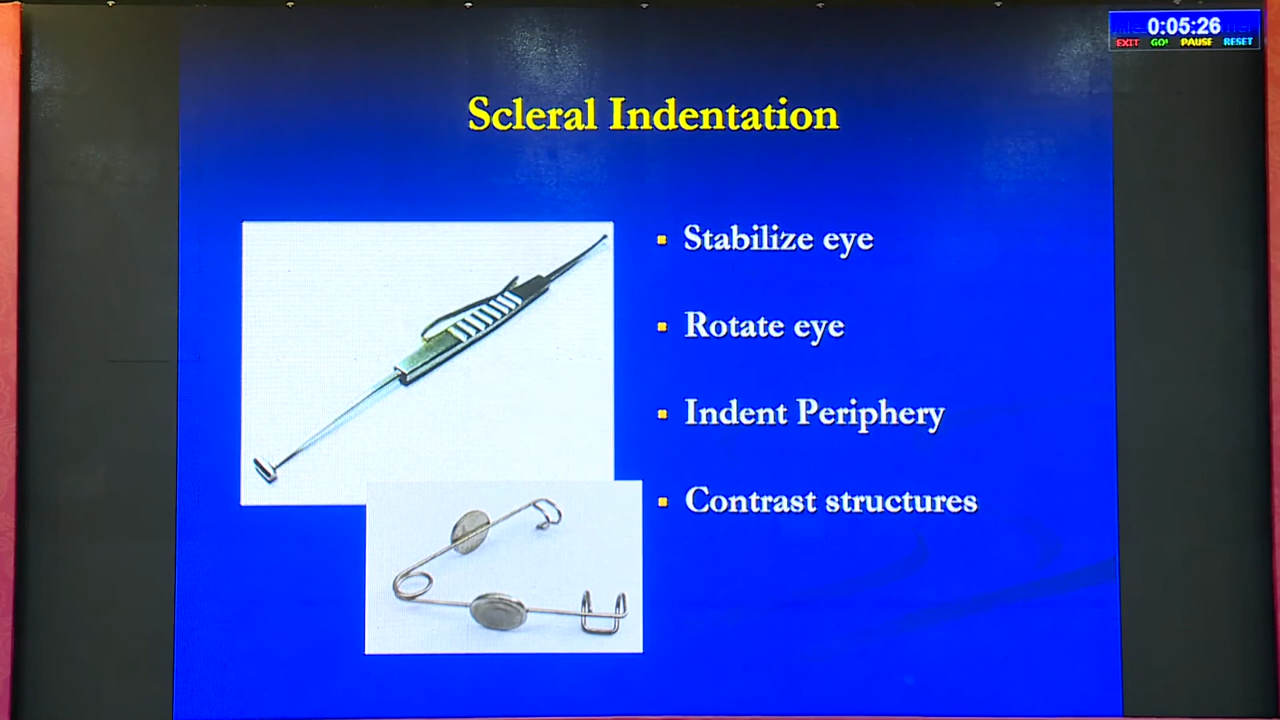 0:05:26
EXIT GO! PAUSE RESET
Scleral Indentation
Stabilize eye
Rotate eye
Indent Periphery
Contrast structures